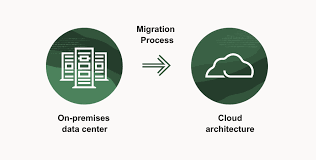 Migration
Process
On-premises
data center
Cloud
architecture